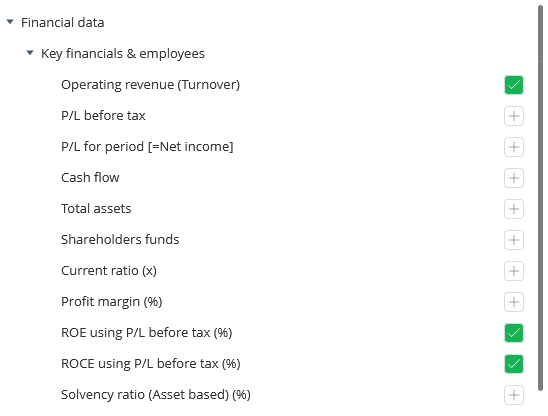 Financial data
Key financials & employees
Operating revenue (Turnover)
P/L before tax
P/L for period [=Net income]
Cash flow
Total assets
Shareholders funds
Current ratio (x)
Profit margin (%)
ROE using P/L before tax (%)
ROCE using P/L before tax (%)
Solvency ratio (Asset based) (%)